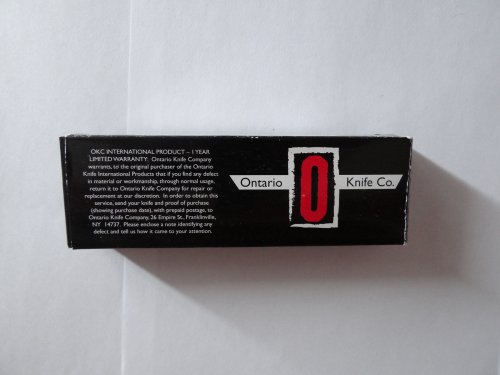 OKC INTERNATIONAL PRODUCT – 1 YEAR
LIMITED WARRANTY: Ontario Knife Company
warrants, to the original purchaser of the Ontario
Knife International Products that if you find any defect
in material or workmanship, through normal usage,
return it to Ontario Knife Company for repair or
replacement at our discretion. In order to obtain this
service, send your knife and proof of purchase
(showing purchase date), with prepaid postage, to
Ontario Knife Company, 26 Empire St., Franklinville,
NY 14737. Please enclose a note identifying any
defect and tell us how it came to your attention.
Ontario O Knife Co.